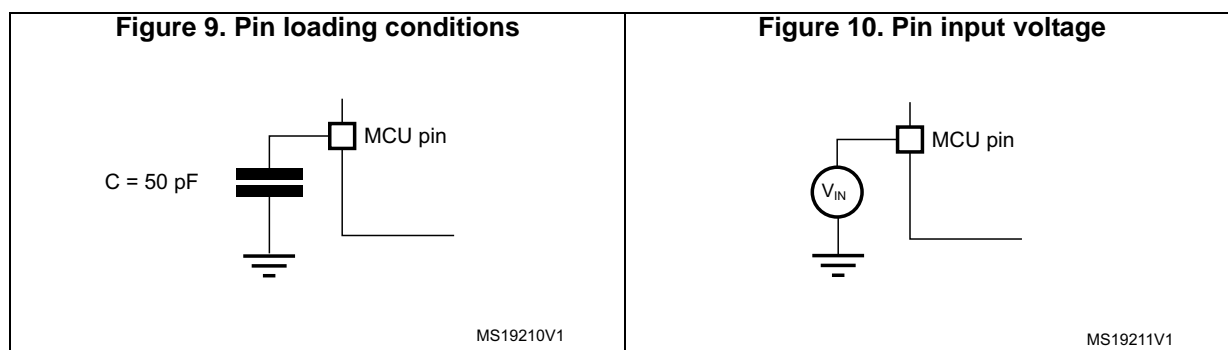 Figure 9. Pin loading conditions
MCU pin
C = 50 pF
MS19210V1
Figure 10. Pin input voltage
MCU pin
VIN
MS19211V1